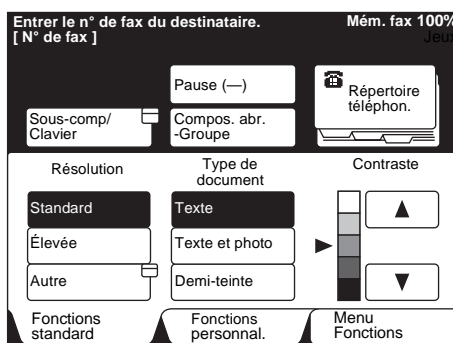 Entrer le n° de fax du destinataire.
Mém. fax 100%
[ N° de fax ]
Jeux
Pause (—)
Répertoire
téléphon.
Sous-comp/
Clavier
Compos. abr.
-Groupe
Résolution
Type de
document
Contraste
Standard
Texte
Élevée
Texte et photo
Autre
Demi-teinte
Fonctions
standard
Fonctions
personnal.
Menu
Fonctions